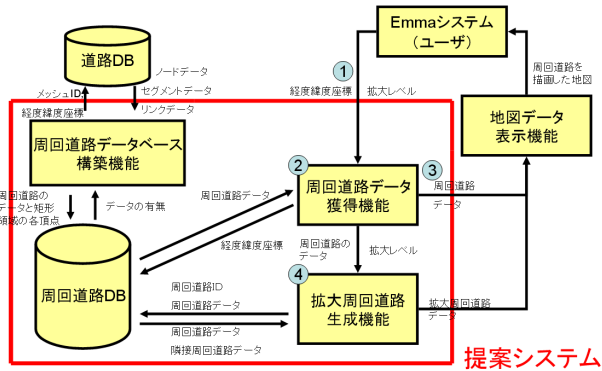 Emmaシステム
（ユーザ）
道路DB
ノードデータ
セグメントデータ
リンクデータ
メッシュID
経度緯度座標
1
経度緯度座標
拡大レベル
周回道路を
描画した地図
地図データ
表示機能
周回道路データベース
構築機能
周回道路の
データと矩形
領域の各頂点
データの有無
周回道路データ
経度緯度座標
2
周回道路データ
獲得機能
3
周回道路
データ
周回道路の
データ
拡大レベル
周回道路DB
周回道路ID
周回道路データ
周回道路データ
隣接周回道路データ
4
拡大周回道路
生成機能
拡大周回道路
データ
提案システム